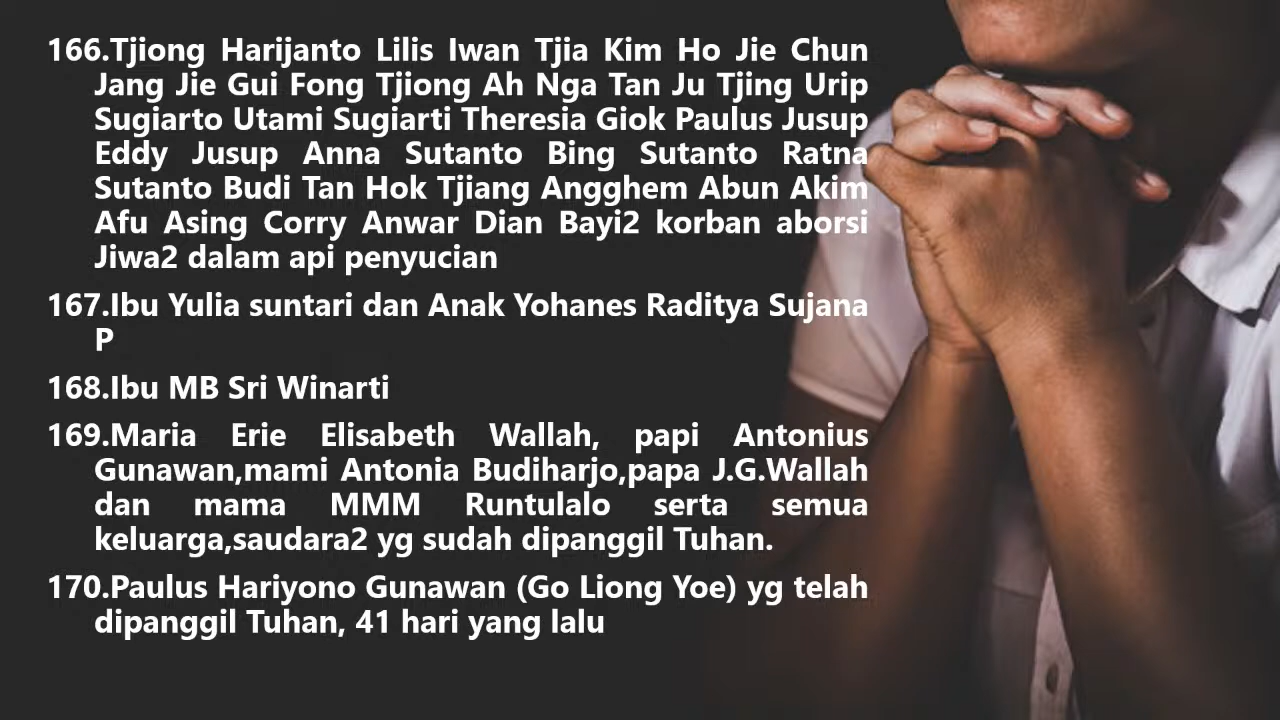 166.Tjiong Harijanto Lilis Iwan Tjia Kim Ho Jie Chun
Jang Jie Gui Fong Tjiong Ah Nga Tan Ju Tjing Urip
Sugiarto Utami Sugiarti Theresia Giok Paulus Jusup
Eddy Jusup Anna Sutanto Bing Sutanto Ratna
Sutanto Budi Tan Hok Tjiang Angghem Abun Akim
Afu Asing Corry Anwar Dian Bayi2 korban aborsi
Jiwa2 dalam api penyucian
167.Ibu Yulia suntari dan Anak Yohanes Raditya Sujana
P
168.Ibu MB Sri Winarti
169.Maria Erie Elisabeth Wallah, papi Antonius
Gunawan,mami Antonia Budiharjo,papa J.G.Wallah
dan mama MMM Runtulalo serta semua
keluarga,saudara2 yg sudah dipanggil Tuhan.
170.Paulus Hariyono Gunawan (Go Liong Yoe) yg telah
dipanggil Tuhan, 41 hari yang lalu